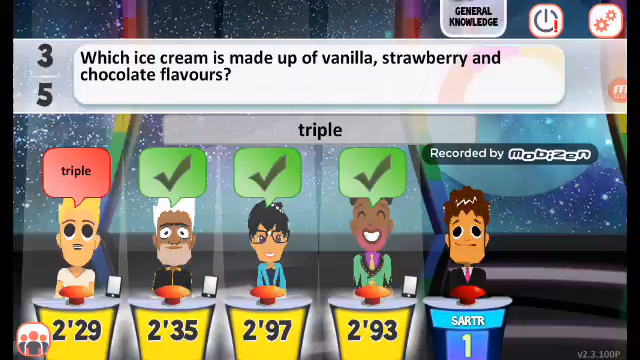 GENERAL
KNOWLEDGE
3
5
Which ice cream is made up of vanilla, strawberry and
chocolate flavours?
triple
Recorded by mobizen
triple
2'29
2'35
2'97
2'93
SARTR
1
v2.3.100P